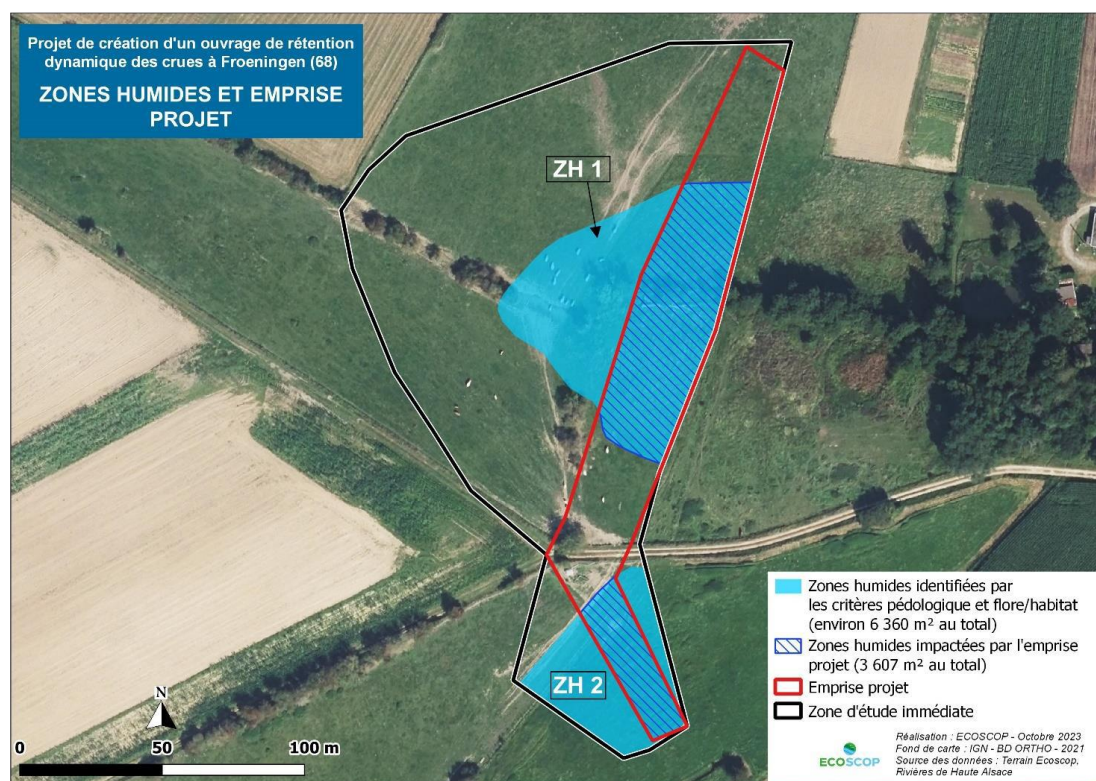 Projet de création d'un ouvrage de rétention
dynamique des crues à Froeningen (68)
ZONES HUMIDES ET EMPRISE
PROJET
ZH 1
ZH 2
N
0 50 100 m
Zones humides identifiées par
les critères pédologique et flore/habitat
(environ 6 360 m² au total)
Zones humides impactées par l'emprise
projet (3 607 m² au total)
Emprise projet
Zone d'étude immédiate
ECOSCOP
Réalisation : ECOSCOP - Octobre 2023
Fond de carte : IGN - BD ORTHO - 2021
Source des données : Terrain Ecoscop,
Rivières de Haute Alsace